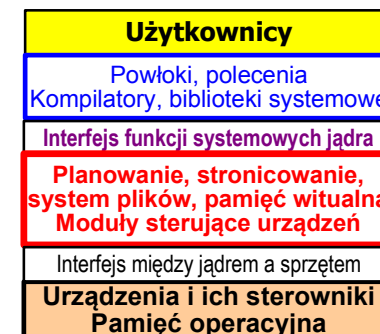 Użytkownicy
Powłoki, polecenia
Kompilatory, biblioteki systemowe
Interfejs funkcji systemowych jądra
Planowanie, stronicowanie,
system plików, pamięć witualna
Moduły sterujące urządzeń
Interfejs między jądrem a sprzętem
Urządzenia i ich sterowniki
Pamięć operacyjna